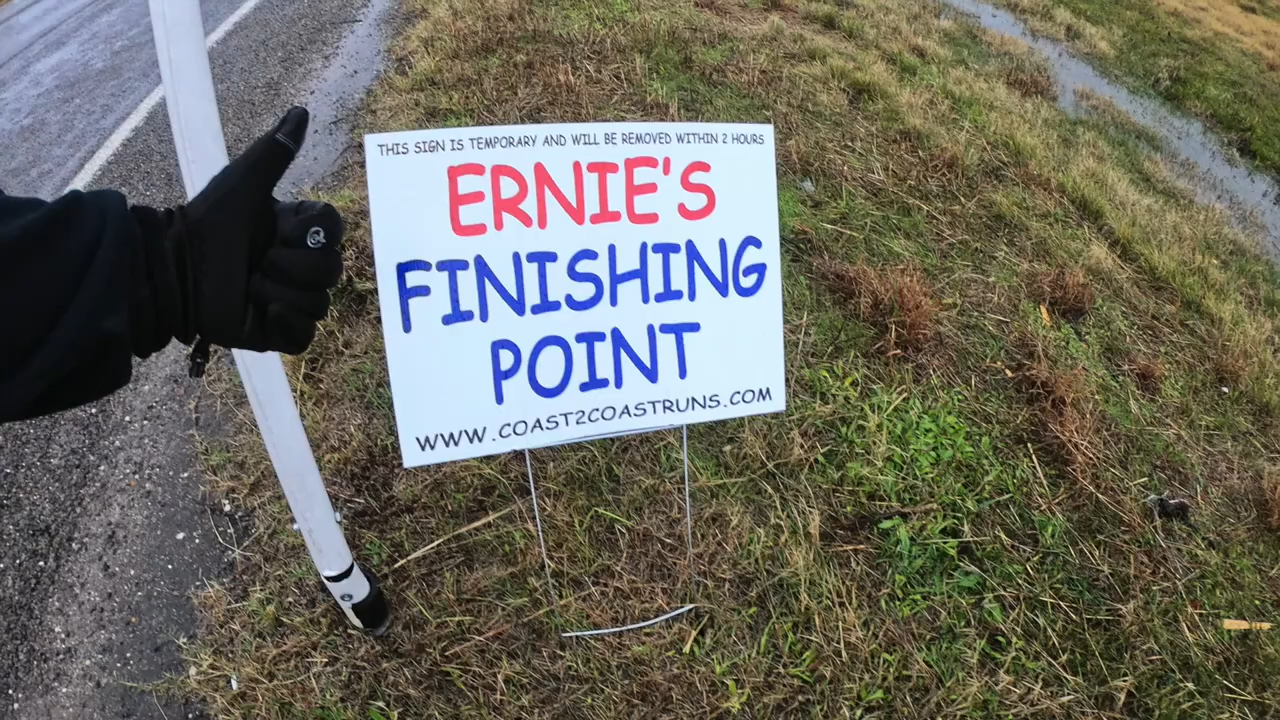 THIS SIGN IS TEMPORARY AND WILL BE REMOVED WITHIN 2 HOURS
ERNIE'S
FINISHING
POINT
WWW.COAST2COASTRUNS.COM